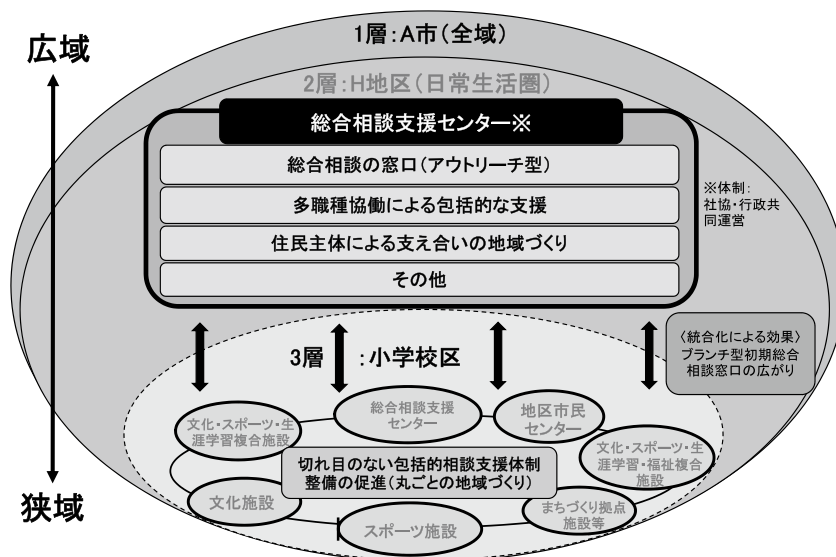 広域
1層：A市（全域）
2層：H地区（日常生活圏）
総合相談支援センター※
総合相談の窓口（アウトリーチ型）
多職種協働による包括的な支援
住民主体による支え合いの地域づくり
その他
※体制：
社協・行政共
同運営
〈統合化による効果〉
ブランチ型初期総合
相談窓口の広がり
3層　：小学校区
文化・スポーツ・生
涯学習複合施設
総合相談支援
センター
地区市民
センター
文化・スポーツ・生
涯学習・福祉複合
施設
切れ目のない包括的相談支援体制
整備の促進（丸ごとの地域づくり）
文化施設
スポーツ施設
まちづくり拠点
施設等
狭域